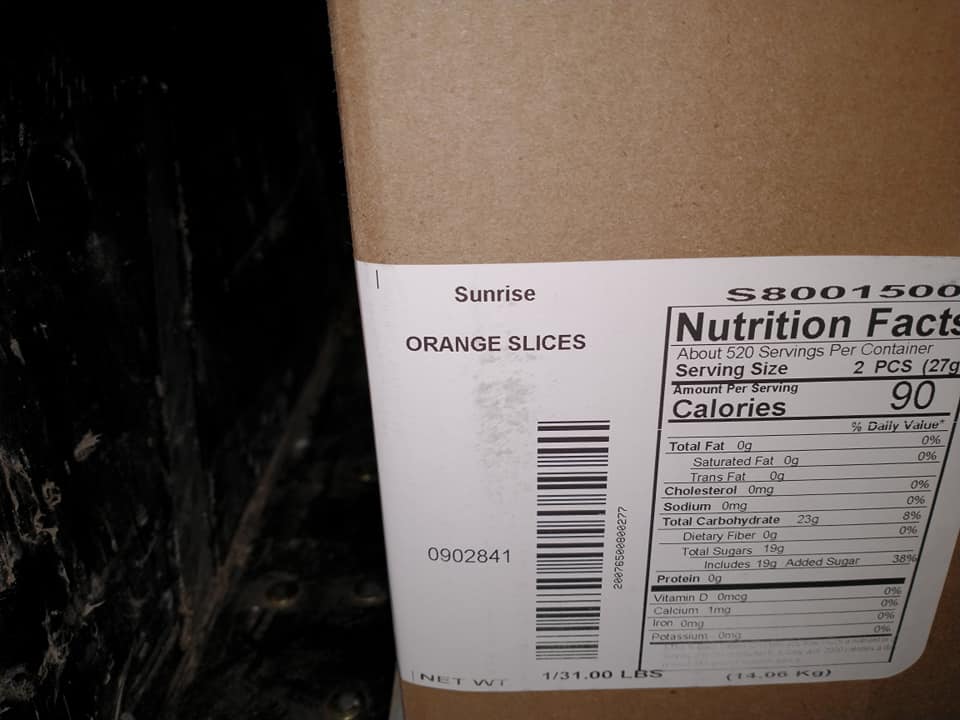 Sunrise
ORANGE SLICES
0902841
20076500800277
NET WT 1/31.00 LBS (14.06 Kg)
S8001500
Nutrition Facts
About 520 Servings Per Container
Serving Size 2 PCS (27g
Amount Per Serving
Calories 90
% Daily Value*
Total Fat 0g 0%
Saturated Fat 0g 0%
Trans Fat 0g
Cholesterol 0mg 0%
Sodium 0mg 0%
Total Carbohydrate 23g 8%
Dietary Fiber 0g 0%
Total Sugars 19g
Includes 19g Added Sugar 38%
Protein 0g
Vitamin D 0mcg 0%
Calcium 1mg 0%
Iron 0mg 0%
Potassium 0mg 0%